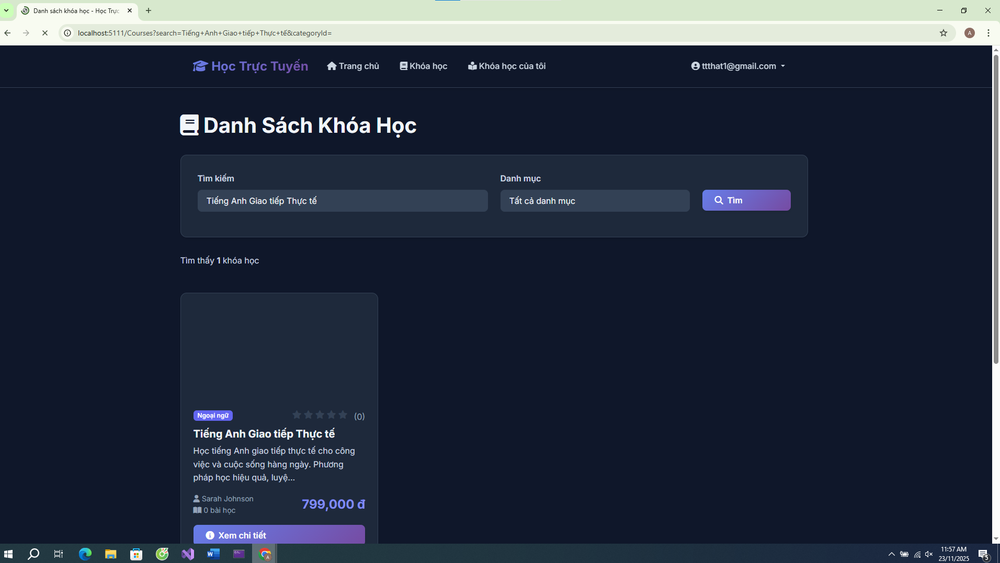 Danh sách khóa học - Học Trực
localhost:5111/Courses?search=Tiếng+Anh+Giao+tiếp+Thực+tế&categoryId=
A
Học Trực Tuyến
Trang chủ
Khóa học
Khóa học của tôi
ttthat1@gmail.com
Danh Sách Khóa Học
Tìm kiếm
Danh mục
Tiếng Anh Giao tiếp Thực tế
Tất cả danh mục
Tìm
Tìm thấy 1 khóa học
Ngoại ngữ
(0)
Tiếng Anh Giao tiếp Thực tế
Học tiếng Anh giao tiếp thực tế cho công
việc và cuộc sống hàng ngày. Phương
pháp học hiệu quả, luyệ...
Sarah Johnson
0 bài học
799,000 đ
Xem chi tiết
W
A
11:57 AM
23/11/2025
5